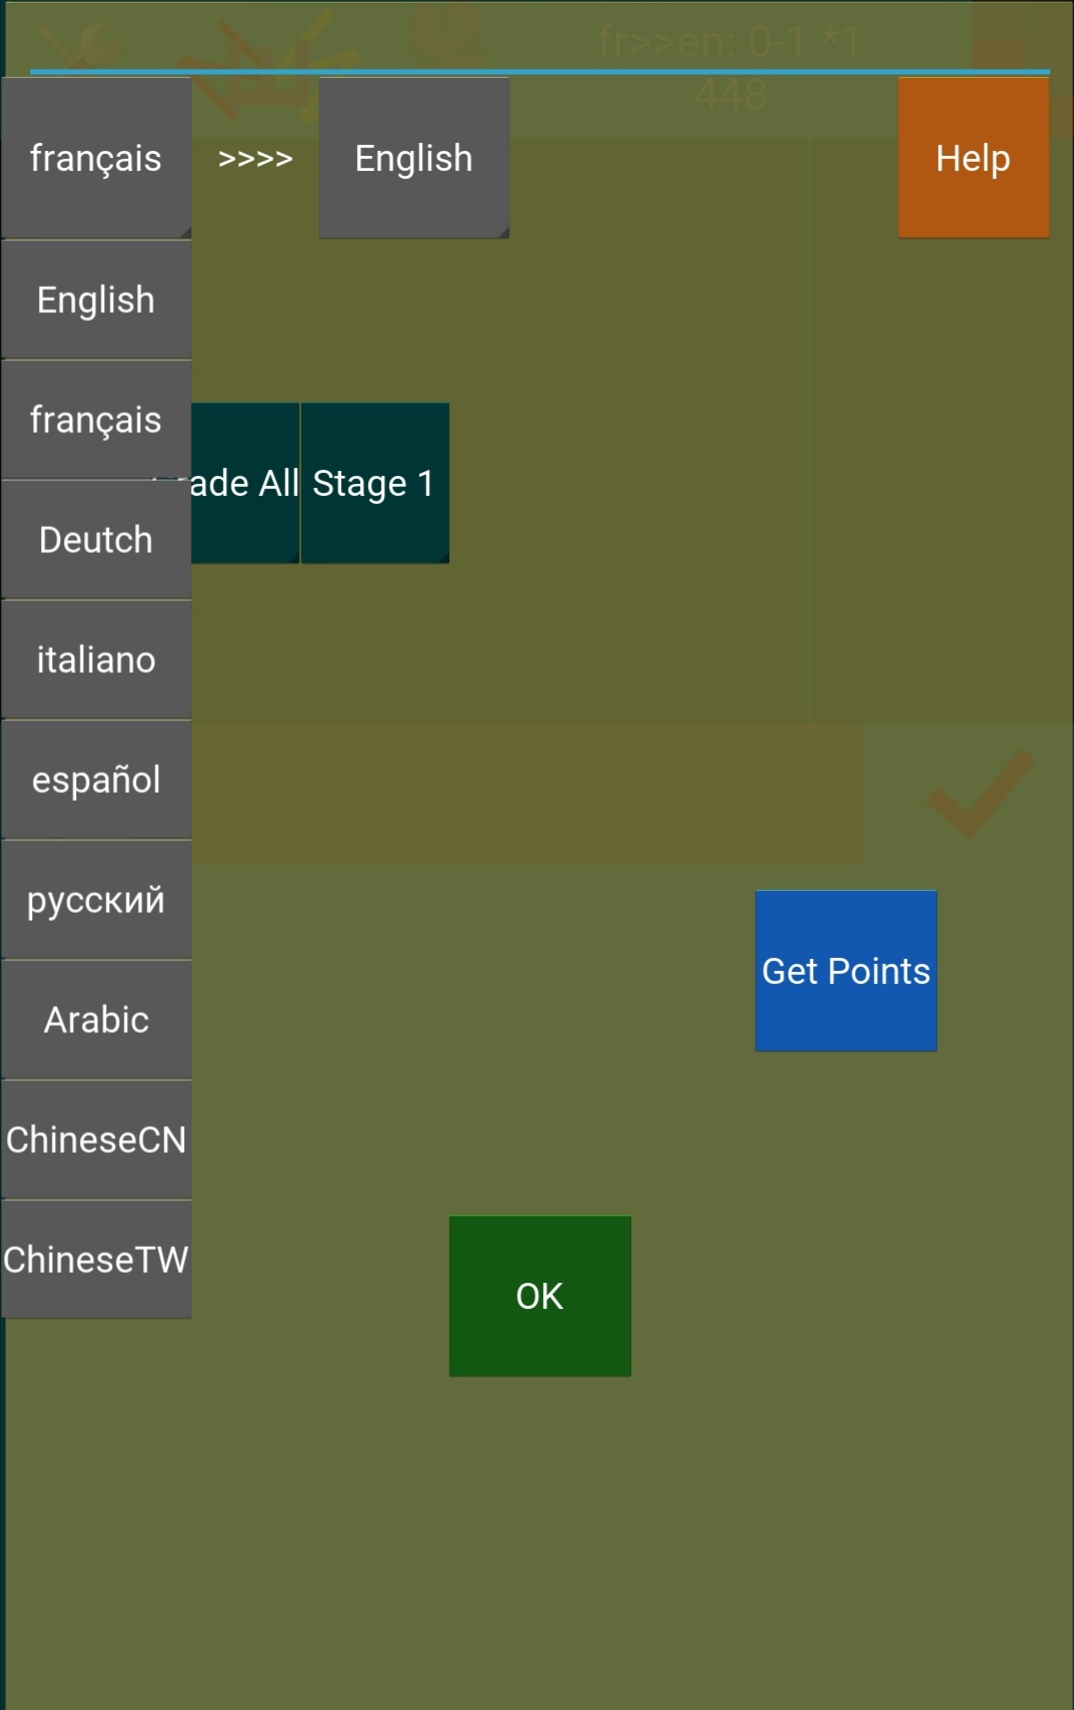 fr>>en: 0-1 *1
448
français >>>> English Help
English
français
ade All Stage 1
Deutch
italiano
español
русский
Arabic
Get Points
ChineseCN
ChineseTW
OK